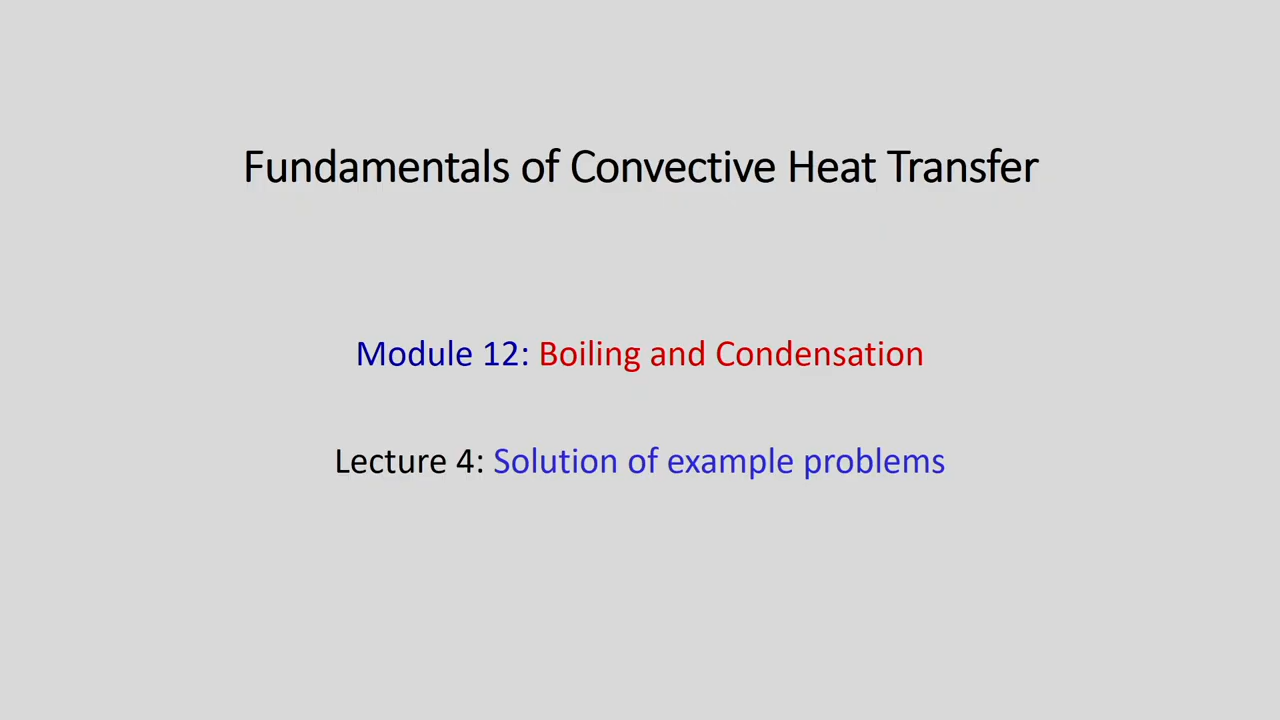 Fundamentals of Convective Heat Transfer
Module 12: Boiling and Condensation
Lecture 4: Solution of example problems